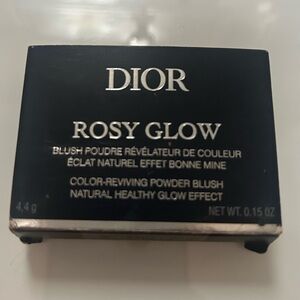 DIOR
ROSY GLOW
BLUSH POUDRE RÉVÉLATEUR DE COULEUR
ÉCLAT NATUREL EFFET BONNE MINE
COLOR-REVIVING POWDER BLUSH
NATURAL HEALTHY GLOW EFFECT
4,4 g NET WT. 0.15 OZ